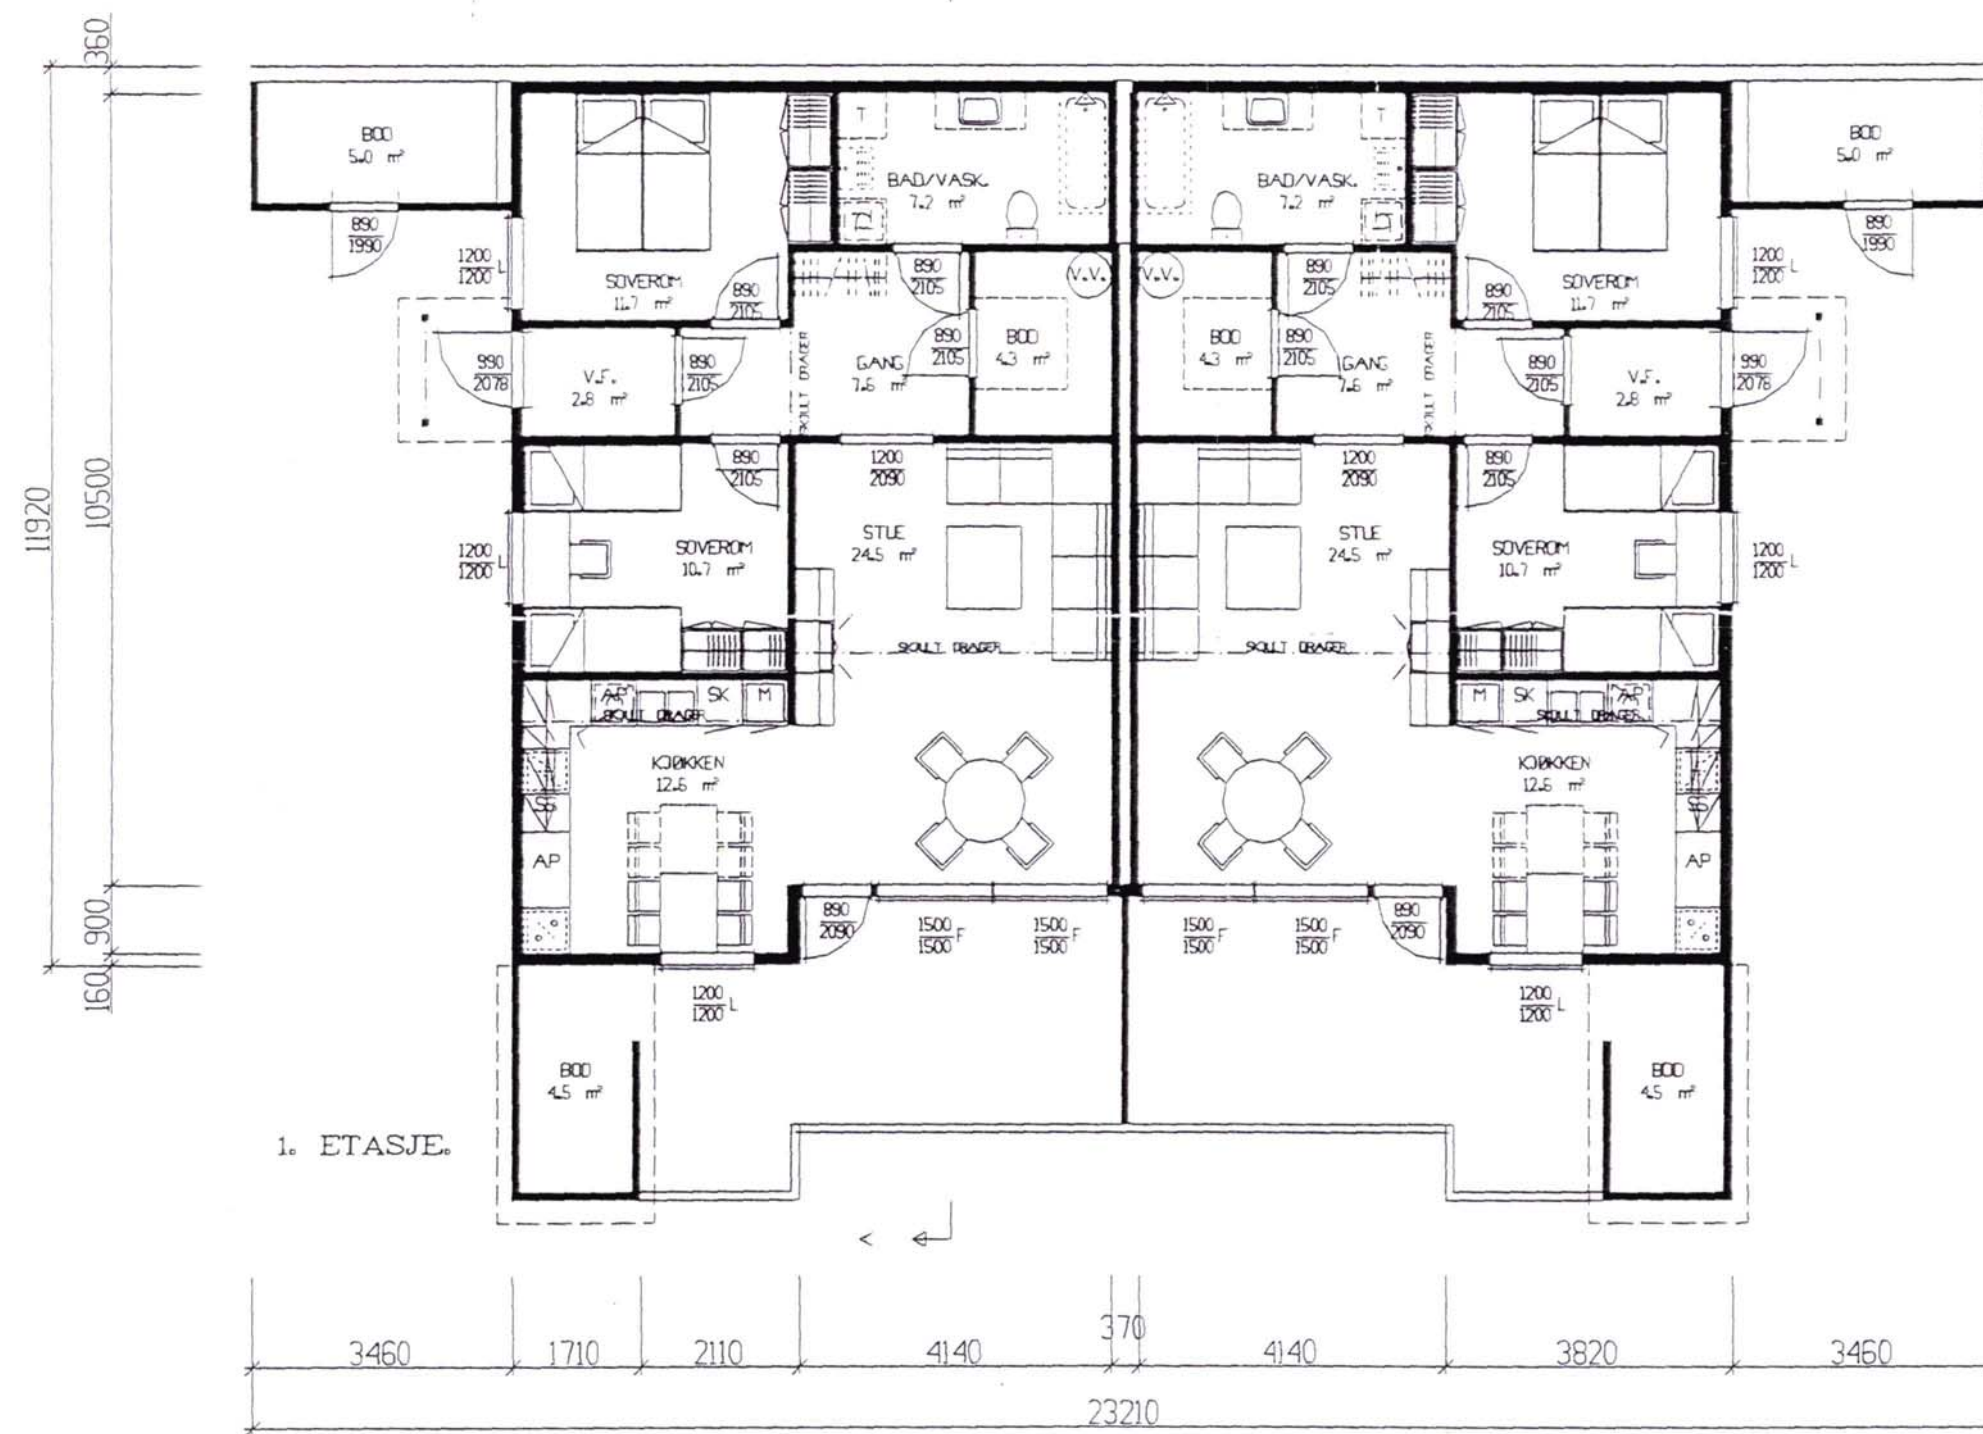 360
BOD
5.0 m²
BAD/VASK.
7.2 m²
T
BAD/VASK.
7.2 m²
T
BOD
5.0 m²
890
1990
1200 L
1200
SOVEROM
11.7 m²
890
2105
890
2105
V.V.
V.V.
890
2105
890
2105
SOVEROM
11.7 m²
1200 L
1200
890
1990
990
2078
V.F.
2.8 m²
890
2105
SKJULT DRAGER
GANG
7.6 m²
890
2105
BOD
4.3 m²
BOD
4.3 m²
890
2105
GANG
7.6 m²
SKJULT DRAGER
890
2105
V.F.
2.8 m²
990
2078
11920
10500
890
2105
1200
2090
1200
2090
890
2105
1200 L
1200
SOVEROM
10.7 m²
STUE
24.5 m²
STUE
24.5 m²
SOVEROM
10.7 m²
1200 L
1200
SKJULT DRAGER
SKJULT DRAGER
AP
SK
M
SKJULT DRAGER
M
SK
AP
SKJULT DRAGER
KJØKKEN
12.6 m²
KJØKKEN
12.6 m²
AP
AP
900
160
890
2090
1500 F
1500
1500 F
1500
1500 F
1500
1500 F
1500
890
2090
1200 L
1200
1200 L
1200
BOD
4.5 m²
BOD
4.5 m²
1. ETASJE.
3460
1710
2110
4140
370
4140
3820
3460
23210